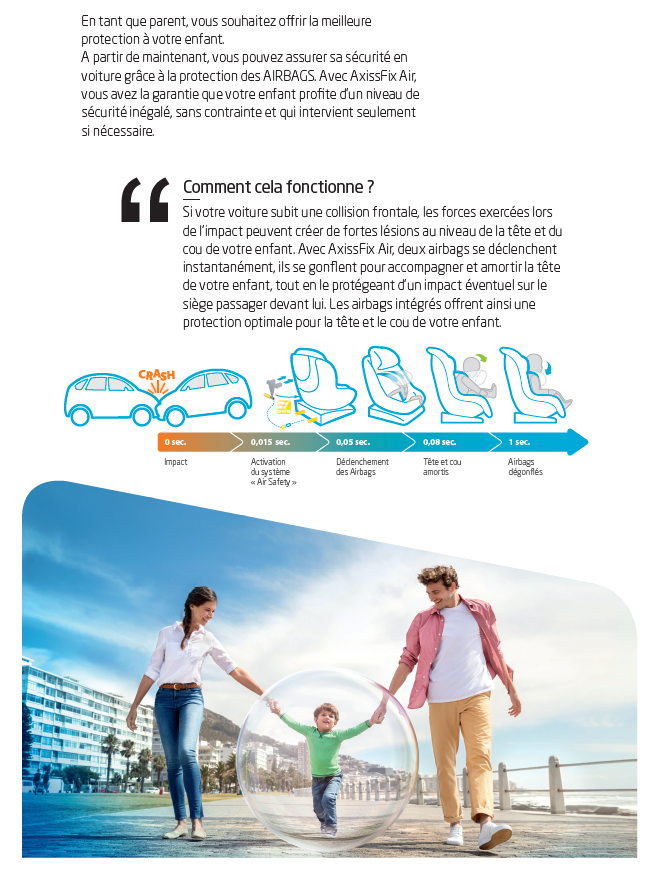 En tant que parent, vous souhaitez offrir la meilleure
protection à votre enfant.
A partir de maintenant, vous pouvez assurer sa sécurité en
voiture grâce à la protection des AIRBAGS. Avec AxissFix Air,
vous avez la garantie que votre enfant profite d'un niveau de
sécurité inégalé, sans contrainte et qui intervient seulement
si nécessaire.
“
Comment cela fonctionne ?
Si votre voiture subit une collision frontale, les forces exercées lors
de l'impact peuvent créer de fortes lésions au niveau de la tête et du
cou de votre enfant. Avec AxissFix Air, deux airbags se déclenchent
instantanément, ils se gonflent pour accompagner et amortir la tête
de votre enfant, tout en le protégeant d'un impact éventuel sur le
siège passager devant lui. Les airbags intégrés offrent ainsi une
protection optimale pour la tête et le cou de votre enfant.
CRASH
0 sec. 0,015 sec. 0,05 sec. 0,08 sec. 1 sec.
Impact
Activation
du système
« Air Safety »
Déclenchement
des Airbags
Tête et cou
amortis
Airbags
dégonflés